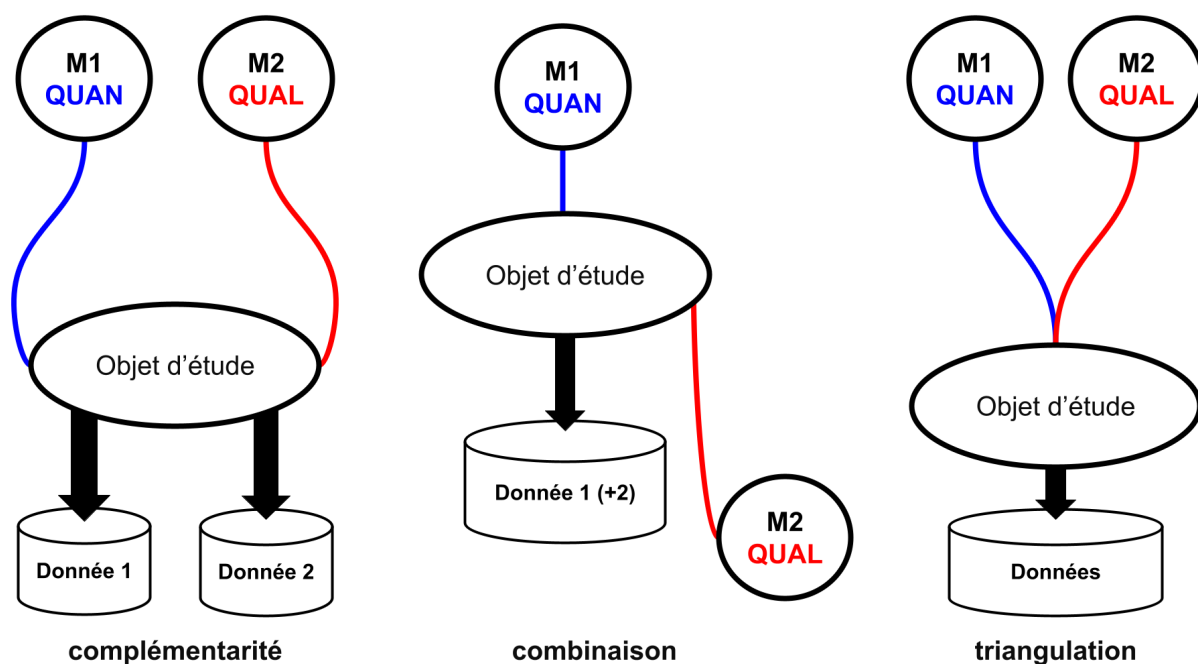 M1
QUAN
M2
QUAL
Objet d’étude
Donnée 1
Donnée 2
complémentarité
M1
QUAN
Objet d’étude
Donnée 1 (+2)
M2
QUAL
combinaison
M1
QUAN
M2
QUAL
Objet d’étude
Données
triangulation